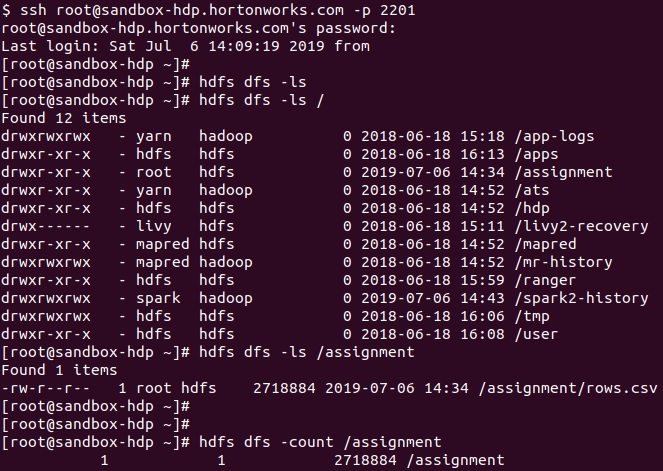 $ ssh root@sandbox-hdp.hortonworks.com -p 2201
root@sandbox-hdp.hortonworks.com's password:
Last login: Sat Jul  6 14:09:19 2019 from
[root@sandbox-hdp ~]#
[root@sandbox-hdp ~]# hdfs dfs -ls
[root@sandbox-hdp ~]# hdfs dfs -ls /
Found 12 items
drwxrwxrwx   - yarn   hadoop          0 2018-06-18 15:18 /app-logs
drwxr-xr-x   - hdfs   hdfs            0 2018-06-18 16:13 /apps
drwxr-xr-x   - root   hdfs            0 2019-07-06 14:34 /assignment
drwxr-xr-x   - yarn   hadoop          0 2018-06-18 14:52 /ats
drwxr-xr-x   - hdfs   hdfs            0 2018-06-18 14:52 /hdp
drwx------   - livy   hdfs            0 2018-06-18 15:11 /livy2-recovery
drwxr-xr-x   - mapred hdfs            0 2018-06-18 14:52 /mapred
drwxrwxrwx   - mapred hadoop          0 2018-06-18 14:52 /mr-history
drwxr-xr-x   - hdfs   hdfs            0 2018-06-18 15:59 /ranger
drwxrwxrwx   - spark  hadoop          0 2019-07-06 14:43 /spark2-history
drwxrwxrwx   - hdfs   hdfs            0 2018-06-18 16:06 /tmp
drwxr-xr-x   - hdfs   hdfs            0 2018-06-18 16:08 /user
[root@sandbox-hdp ~]# hdfs dfs -ls /assignment
Found 1 items
-rw-r--r--   1 root hdfs    2718884 2019-07-06 14:34 /assignment/rows.csv
[root@sandbox-hdp ~]#
[root@sandbox-hdp ~]#
[root@sandbox-hdp ~]# hdfs dfs -count /assignment
           1            1            2718884 /assignment